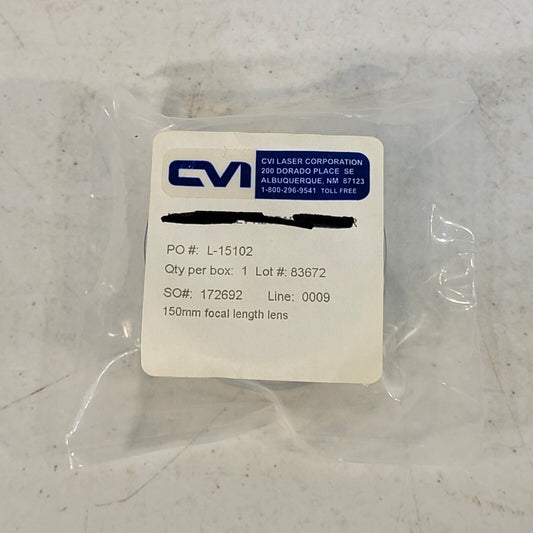 CVI
CVI LASER CORPORATION
200 DORADO PLACE SE
ALBUQUERQUE, NM 87123
1-800-296-9541 TOLL FREE
PO #: L-15102
Qty per box: 1 Lot #: 83672
SO#: 172692 Line: 0009
150mm focal length lens